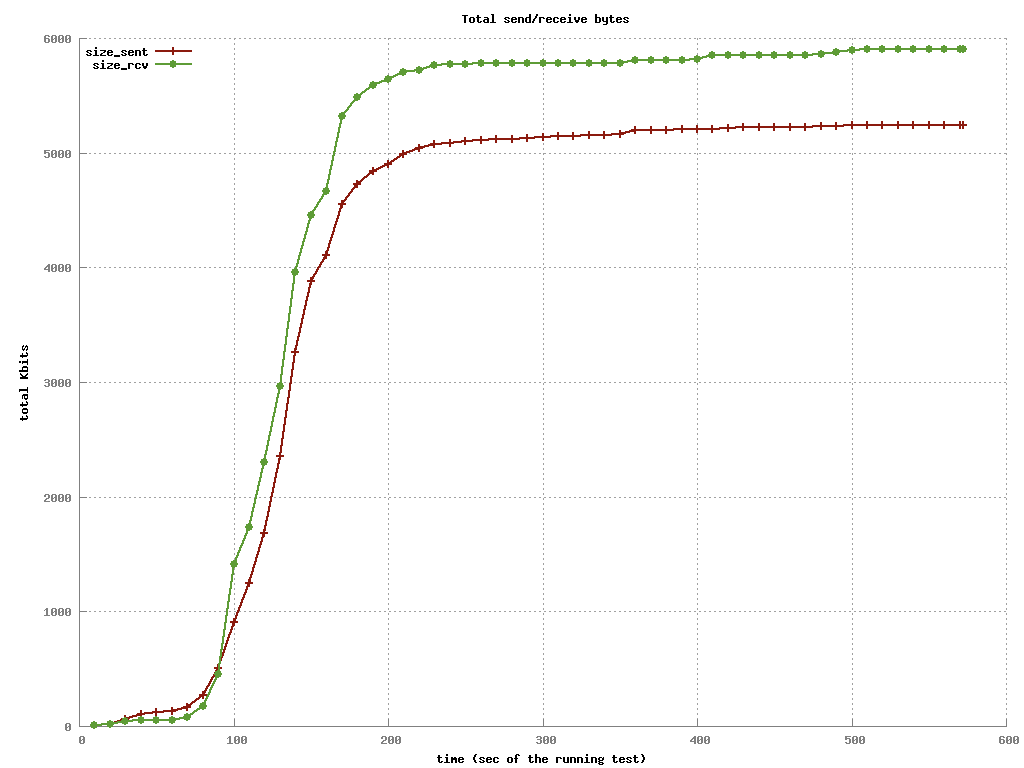 Total send/receive bytes
size_sent
size_rcv
6000
5000
4000
3000
2000
1000
0
total Kbits
0 100 200 300 400 500 600
time (sec of the running test)